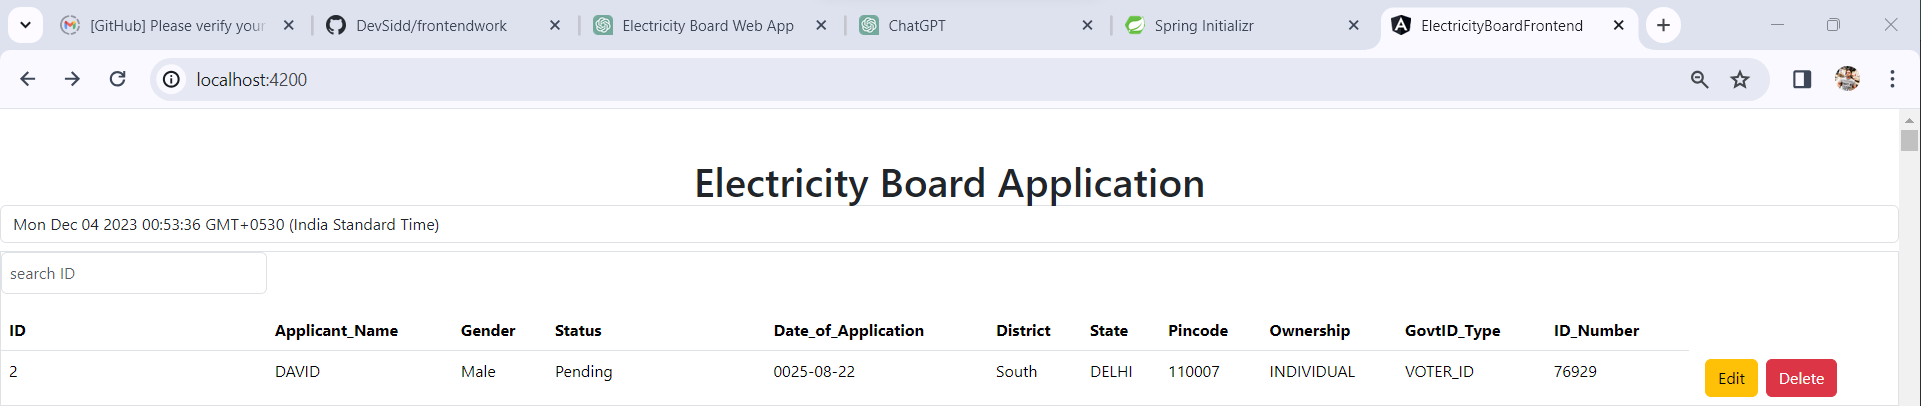 [GitHub] Please verify your
DevSidd/frontendwork
Electricity Board Web App
ChatGPT
Spring Initializr
ElectricityBoardFrontend
localhost:4200
Electricity Board Application
Mon Dec 04 2023 00:53:36 GMT+0530 (India Standard Time)
search ID
ID Applicant_Name Gender Status Date_of_Application District State Pincode Ownership GovtID_Type ID_Number
2 DAVID Male Pending 0025-08-22 South DELHI 110007 INDIVIDUAL VOTER_ID 76929 Edit Delete